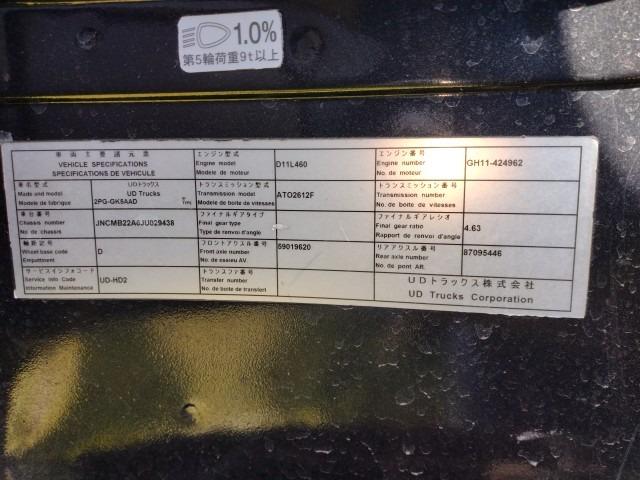 1.0%
第5輪荷重9t以上
車両主要諸元票
VEHICLE SPECIFICATIONS
SPECIFICATIONS DE VEHICULE
エンジン型式
Engine model
Modele de moteur
D11L460
エンジン番号
Engine number
No. de moteur
GH11-424962
車名型式
Made und model
Modele de fabrique
UDトラックス
UD Trucks
2PG-GK5AAD
トランスミッション型式
Transmission model
Modele de boite de vitesses
ATO2612F
トランスミッション番号
Transmission number
No. de boite de vitesses
車台番号
Chassis number
No. de chassis
JNCMB22A6JU029438
ファイナルギアタイプ
Final gear type
Type de renvoi d'angle
ファイナルギアレシオ
Final gear ratio
Rapport de renvoi d'angle
4.63
軸距記号
Wheel base code
Empattment
D
フロントアクスル番号
Front axle number
No. de essieu AV.
59019620
リアアクスル番号
Rear axle number
No. de pont AR.
87095446
サービスインフォコード
Service Info Code
Information Maintenance
UD-HD2
トランスファ番号
Transfer number
No. de boite de transfert
UDトラックス株式会社
UD Trucks Corporation